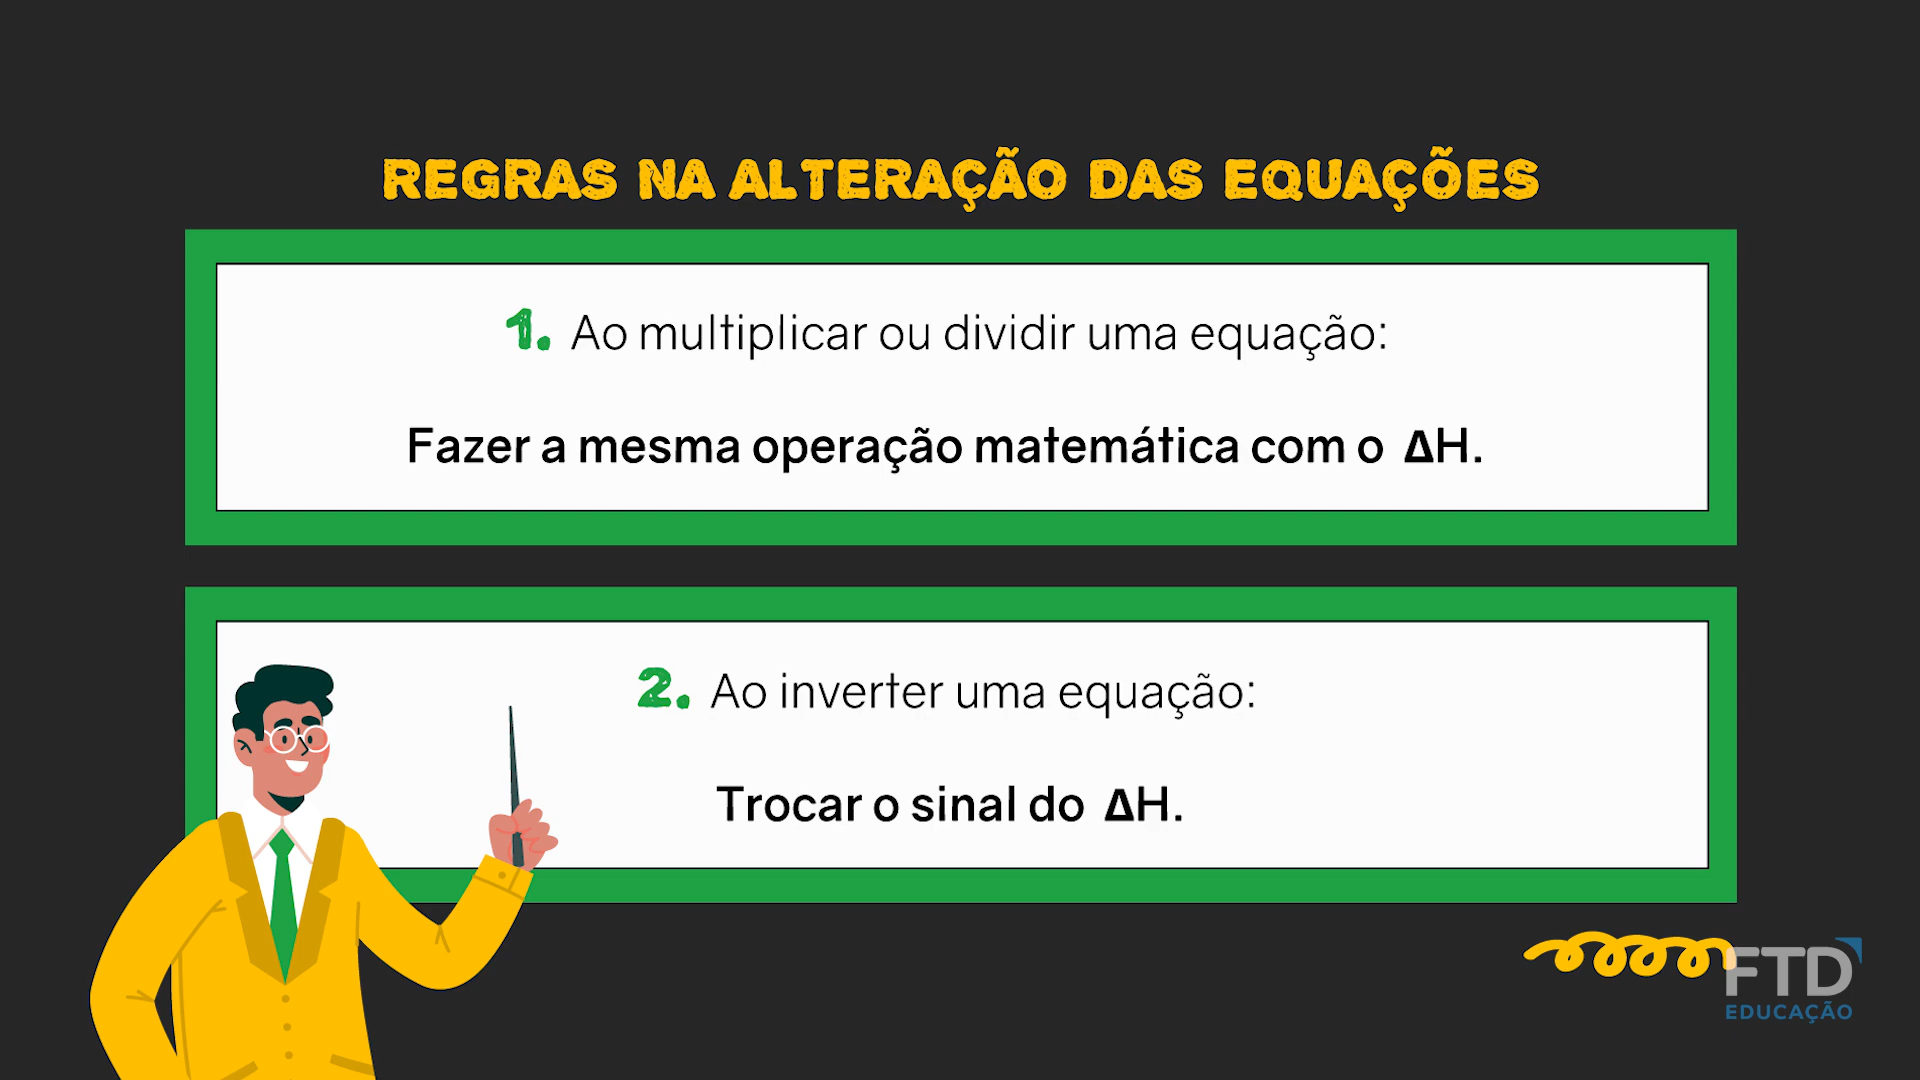 REGRAS NA ALTERAÇÃO DAS EQUAÇÕES
1. Ao multiplicar ou dividir uma equação:
Fazer a mesma operação matemática com o ΔH.
2. Ao inverter uma equação:
Trocar o sinal do ΔH.
FTD
EDUCAÇÃO